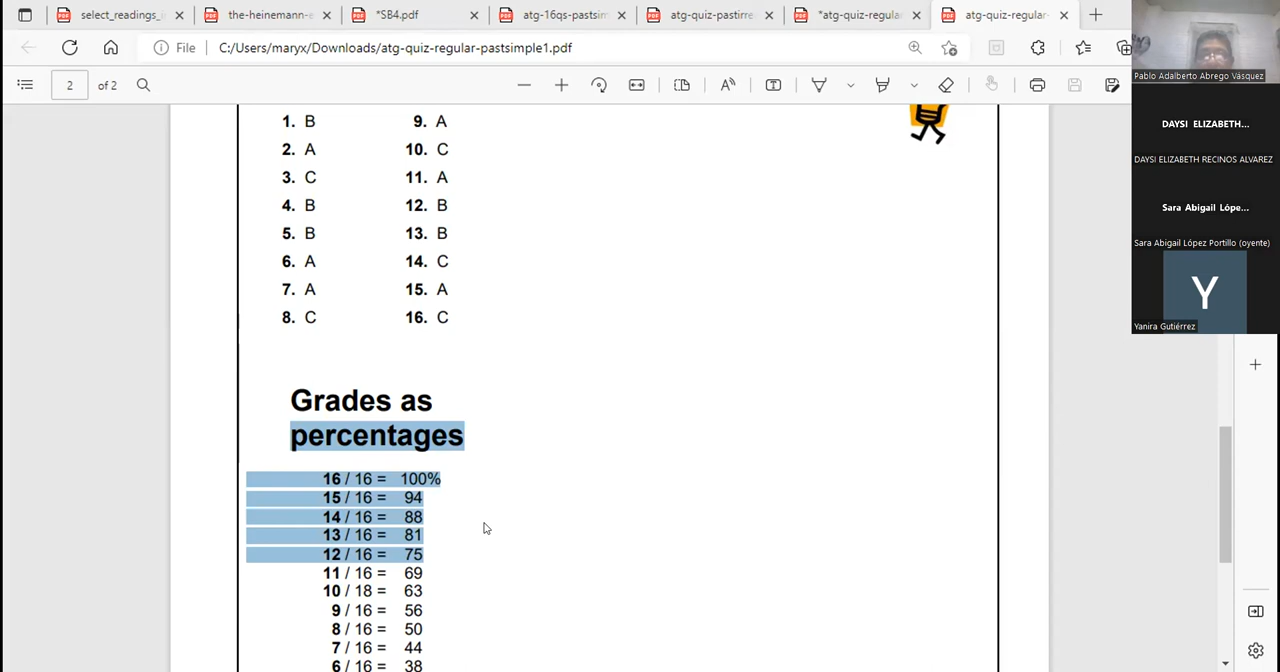 select_readings_i
the-heinemann-e
*SB4.pdf
atg-16qs-pastsim
atg-quiz-pastirre
*atg-quiz-regula
atg-quiz-regular-
File
C:/Users/maryx/Downloads/atg-quiz-regular-pastsimple1.pdf
2 of 2
1. B 9. A
2. A 10. C
3. C 11. A
4. B 12. B
5. B 13. B
6. A 14. C
7. A 15. A
8. C 16. C
Grades as
percentages
16 / 16 = 100%
15 / 16 = 94
14 / 16 = 88
13 / 16 = 81
12 / 16 = 75
11 / 16 = 69
10 / 18 = 63
9 / 16 = 56
8 / 16 = 50
7 / 16 = 44
6 / 16 = 38
Pablo Adalberto Abrego Vásquez
DAYSI ELIZABETH...
DAYSI ELIZABETH RECINOS ALVAREZ
Sara Abigail Lópe...
Sara Abigail López Portillo (oyente)
Y
Yanira Gutiérrez